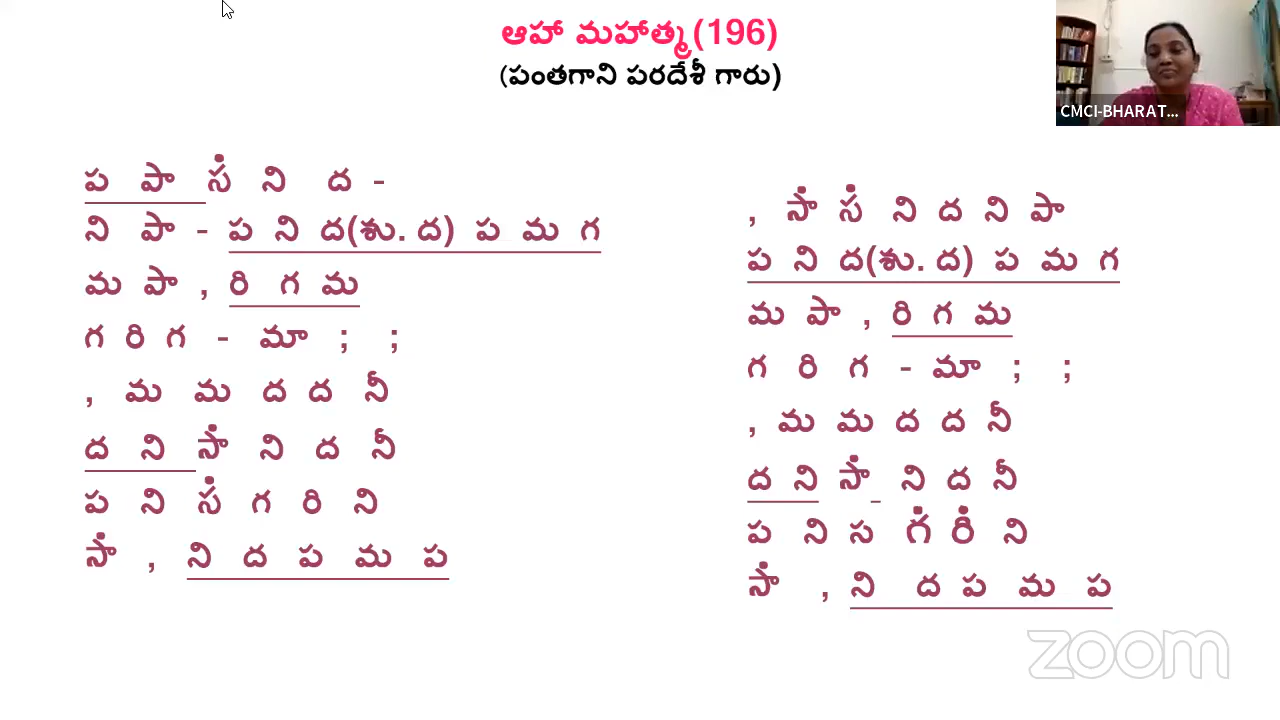 ఆహా మహాత్మ(196)
(పంతగాని పరదేశీ గారు)
CMCI-BHARAT...
ప పా స̇ ని ద -
ని పా - ప ని ద(శు. ద) ప మ గ
మ పా , రి గ మ
గ రి గ - మా ; ;
, మ మ ద ద నీ
ద ని సా̇ ని ద నీ
ప ని స̇ గ రి ని
సా̇ , ని ద ప మ ప
, సా̇ స̇ ని ద ని పా
ప ని ద(శు. ద) ప మ గ
మ పా , రి గ మ
గ రి గ - మా ; ;
, మ మ ద ద నీ
ద ని సా̇ ని ద నీ
ప ని స గ̇ రి̇ ని
సా̇ , ని ద ప మ ప
zoom